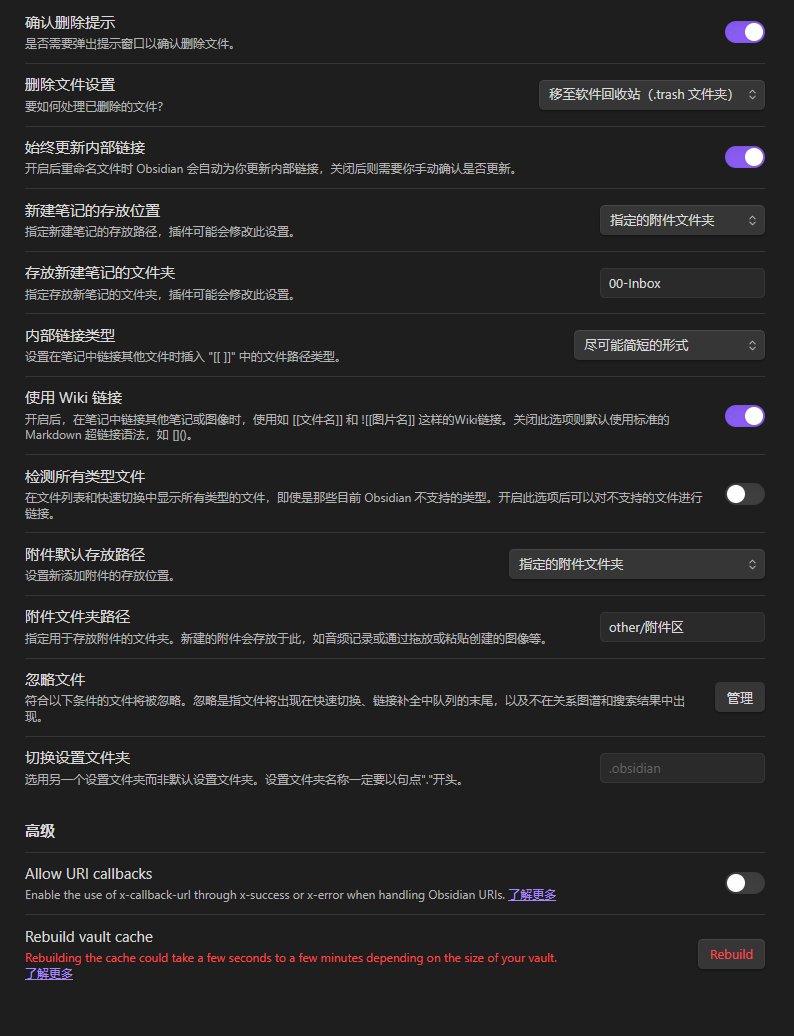 确认删除提示
是否需要弹出提示窗口以确认删除文件。
删除文件设置
移至软件回收站（.trash 文件夹）
要如何处理已删除的文件?
始终更新内部链接
开启后重命名文件时 Obsidian 会自动为你更新内部链接，关闭后则需要你手动确认是否更新。
新建笔记的存放位置
指定的附件文件夹
指定新建笔记的存放路径，插件可能会修改此设置。
存放新建笔记的文件夹
00-Inbox
指定存放新笔记的文件夹，插件可能会修改此设置。
内部链接类型
尽可能简短的形式
设置在笔记中链接其他文件时插入 "[[ ]]" 中的文件路径类型。
使用 Wiki 链接
开启后，在笔记中链接其他笔记或图像时，使用如 [[文件名]] 和 ![[图片名]] 这样的Wiki链接。关闭此选项则默认使用标准的
Markdown 超链接语法，如 []()。
检测所有类型文件
在文件列表和快速切换中显示所有类型的文件，即使是那些目前 Obsidian 不支持的类型。开启此选项后可以对不支持的文件进行
链接。
附件默认存放路径
指定的附件文件夹
设置新添加附件的存放位置。
附件文件夹路径
other/附件区
指定用于存放附件的文件夹。新建的附件会存放于此，如音频记录或通过拖放或粘贴创建的图像等。
忽略文件
符合以下条件的文件将被忽略。忽略是指文件将出现在快速切换、链接补全中队列的末尾，以及不在关系图谱和搜索结果中出
现。
管理
切换设置文件夹
.obsidian
选用另一个设置文件夹而非默认设置文件夹。设置文件夹名称一定要以句点"."开头。
高级
Allow URI callbacks
Enable the use of x-callback-url through x-success or x-error when handling Obsidian URIs. 了解更多
Rebuild vault cache
Rebuilding the cache could take a few seconds to a few minutes depending on the size of your vault.
了解更多
Rebuild